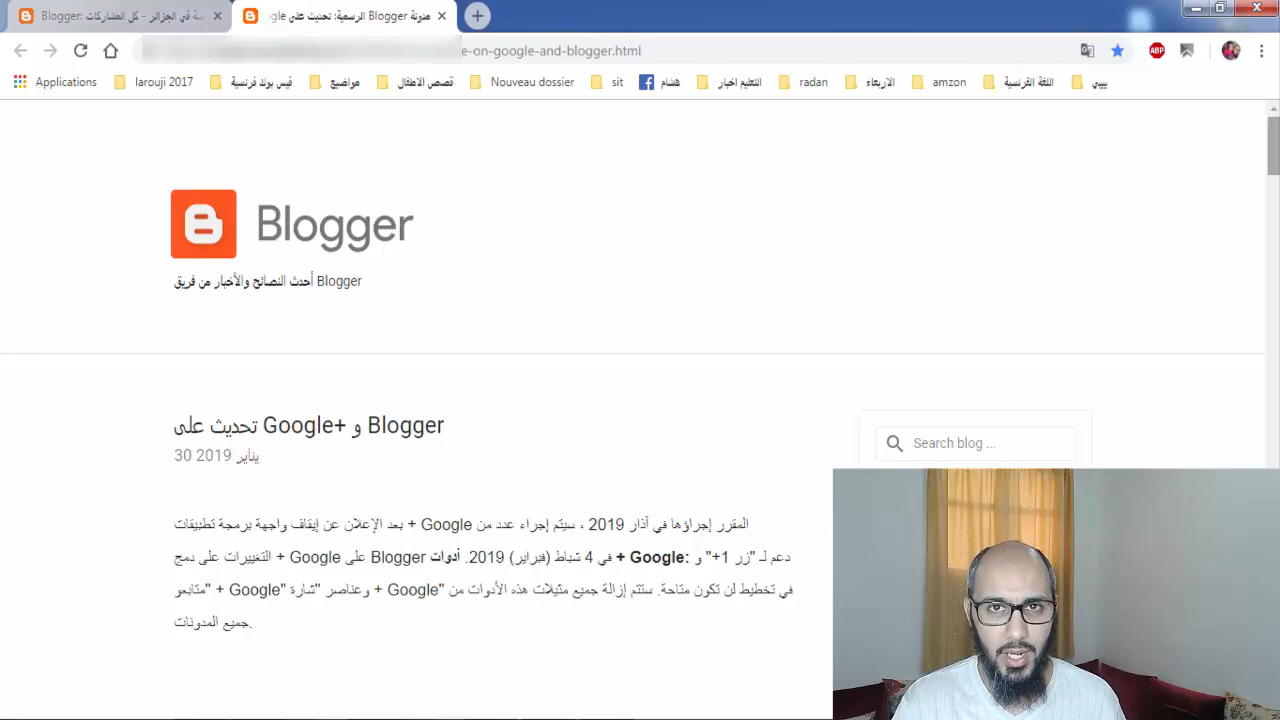 Blogger: سة في الجزائر - كل المشاركات
مدونة Blogger الرسمية: تحديث على ogle
e-on-google-and-blogger.html
ABP
Applications larouji 2017 فيس بوك فرنسية مواضيع قصص الاطفال Nouveau dossier sit هشام التعليم اخبار radan الاربعاء amzon اللغة الفرنسية بيبي
Blogger
أحدث النصائح والأخبار من فريق Blogger
تحديث على Google+ و Blogger
30 يناير 2019
Search blog ...
بعد الإعلان عن إيقاف واجهة برمجة تطبيقات + Google المقرر إجراؤها في آذار 2019 ، سيتم إجراء عدد من
التغييرات على دمج + Google على Blogger في 4 شباط (فبراير) 2019. أدوات + Google: دعم لـ "زر 1+" و
"متابعو + Google" وعناصر "شارة + Google" في تخطيط لن تكون متاحة. ستتم إزالة جميع مثيلات هذه الأدوات من
جميع المدونات.